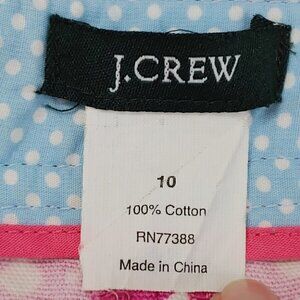 J.CREW
10
100% Cotton
RN77388
Made in China